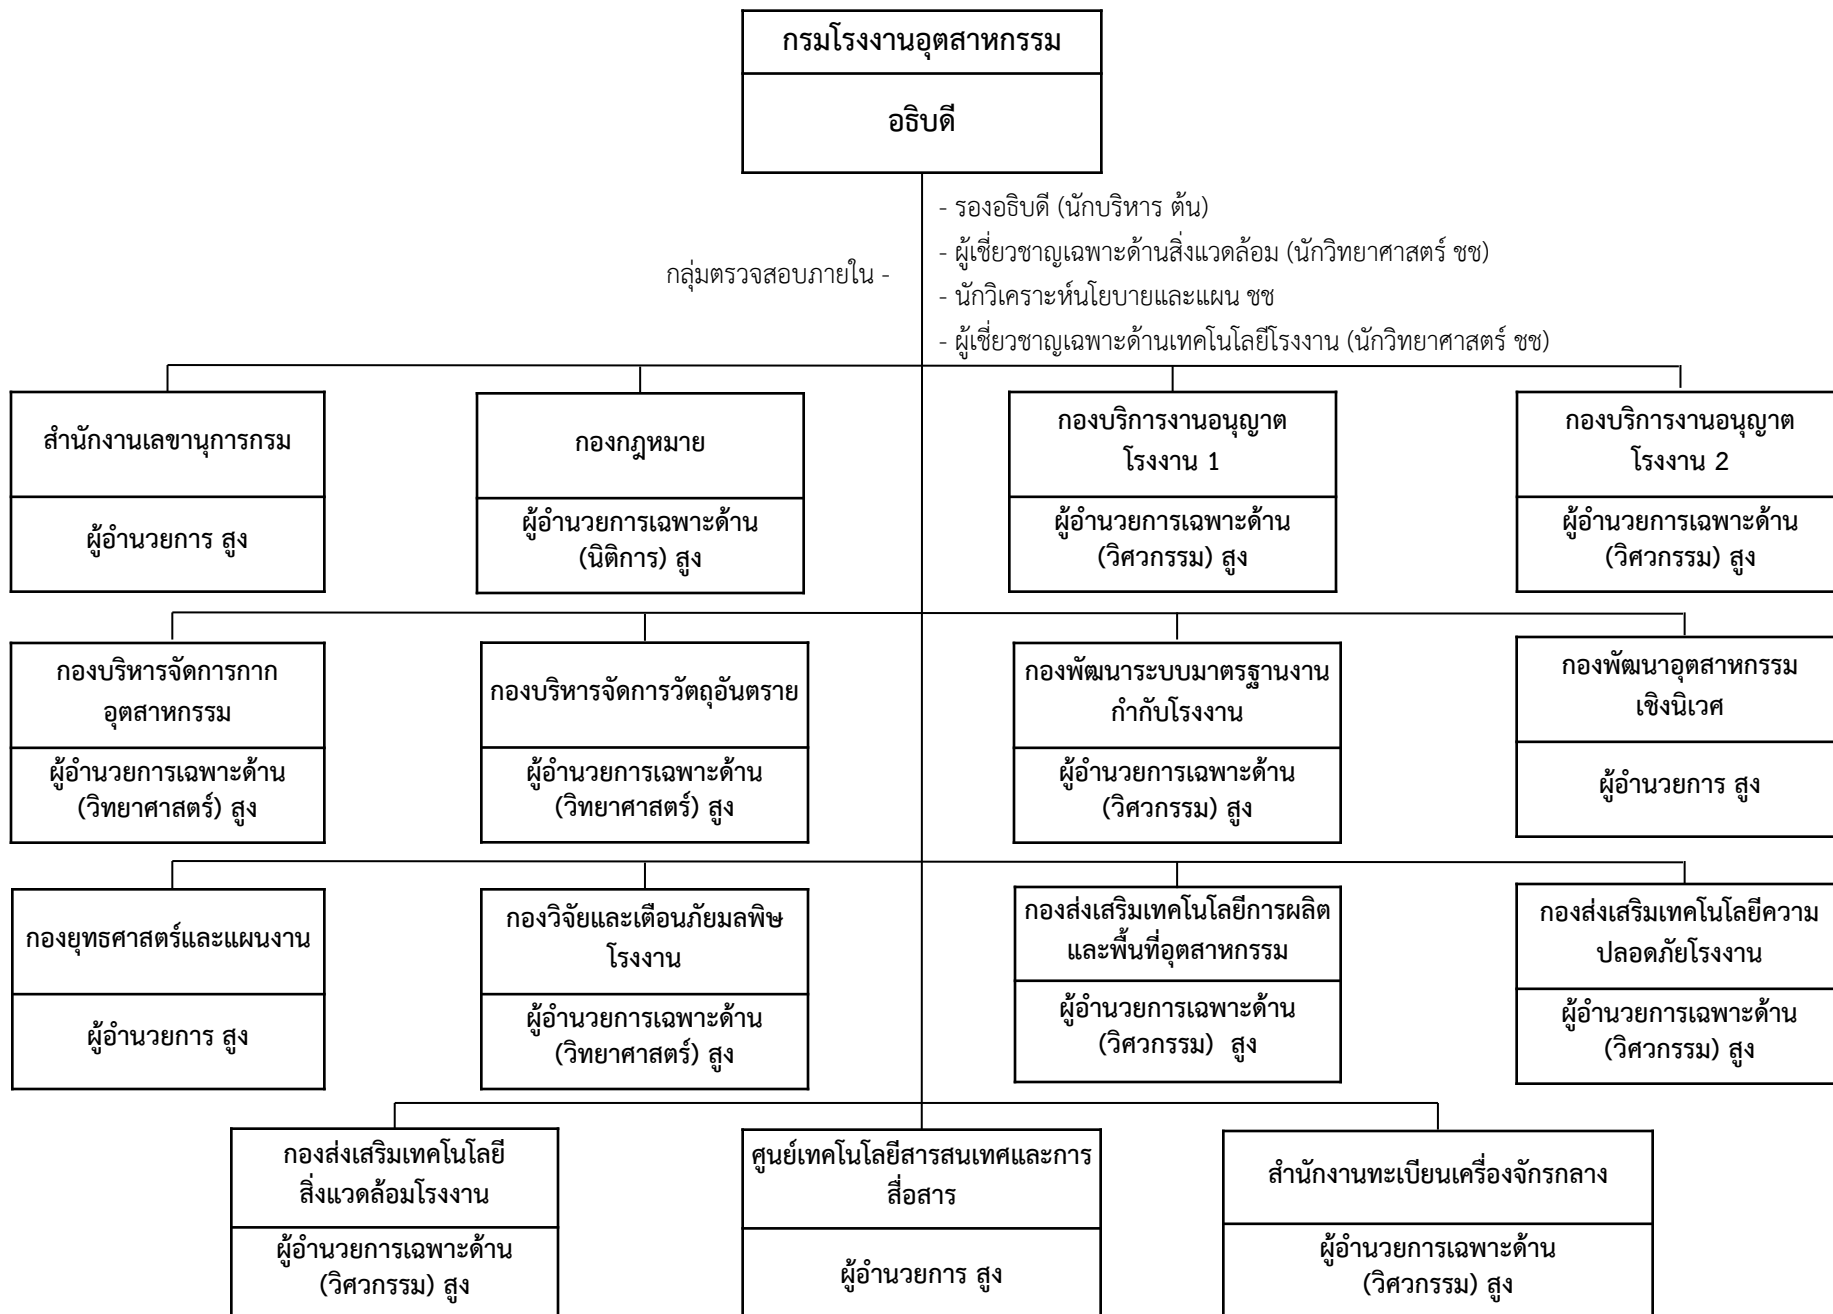 กรมโรงงานอุตสาหกรรม
อธิบดี
- รองอธิบดี (นักบริหาร ต้น)
- ผู้เชี่ยวชาญเฉพาะด้านสิ่งแวดล้อม (นักวิทยาศาสตร์ ชช)
กลุ่มตรวจสอบภายใน -
- นักวิเคราะห์นโยบายและแผน ชช
- ผู้เชี่ยวชาญเฉพาะด้านเทคโนโลยีโรงงาน (นักวิทยาศาสตร์ ชช)
สำนักงานเลขานุการกรม
ผู้อำนวยการ สูง
กองกฎหมาย
ผู้อำนวยการเฉพาะด้าน
(นิติการ) สูง
กองบริการงานอนุญาต
โรงงาน 1
ผู้อำนวยการเฉพาะด้าน
(วิศวกรรม) สูง
กองบริการงานอนุญาต
โรงงาน 2
ผู้อำนวยการเฉพาะด้าน
(วิศวกรรม) สูง
กองบริหารจัดการกาก
อุตสาหกรรม
ผู้อำนวยการเฉพาะด้าน
(วิทยาศาสตร์) สูง
กองบริหารจัดการวัตถุอันตราย
ผู้อำนวยการเฉพาะด้าน
(วิทยาศาสตร์) สูง
กองพัฒนาระบบมาตรฐานงาน
กำกับโรงงาน
ผู้อำนวยการเฉพาะด้าน
(วิศวกรรม) สูง
กองพัฒนาอุตสาหกรรม
เชิงนิเวศ
ผู้อำนวยการ สูง
กองยุทธศาสตร์และแผนงาน
ผู้อำนวยการ สูง
กองวิจัยและเตือนภัยมลพิษ
โรงงาน
ผู้อำนวยการเฉพาะด้าน
(วิทยาศาสตร์) สูง
กองส่งเสริมเทคโนโลยีการผลิต
และพื้นที่อุตสาหกรรม
ผู้อำนวยการเฉพาะด้าน
(วิศวกรรม) สูง
กองส่งเสริมเทคโนโลยีความ
ปลอดภัยโรงงาน
ผู้อำนวยการเฉพาะด้าน
(วิศวกรรม) สูง
กองส่งเสริมเทคโนโลยี
สิ่งแวดล้อมโรงงาน
ผู้อำนวยการเฉพาะด้าน
(วิศวกรรม) สูง
ศูนย์เทคโนโลยีสารสนเทศและการ
สื่อสาร
ผู้อำนวยการ สูง
สำนักงานทะเบียนเครื่องจักรกลาง
ผู้อำนวยการเฉพาะด้าน
(วิศวกรรม) สูง